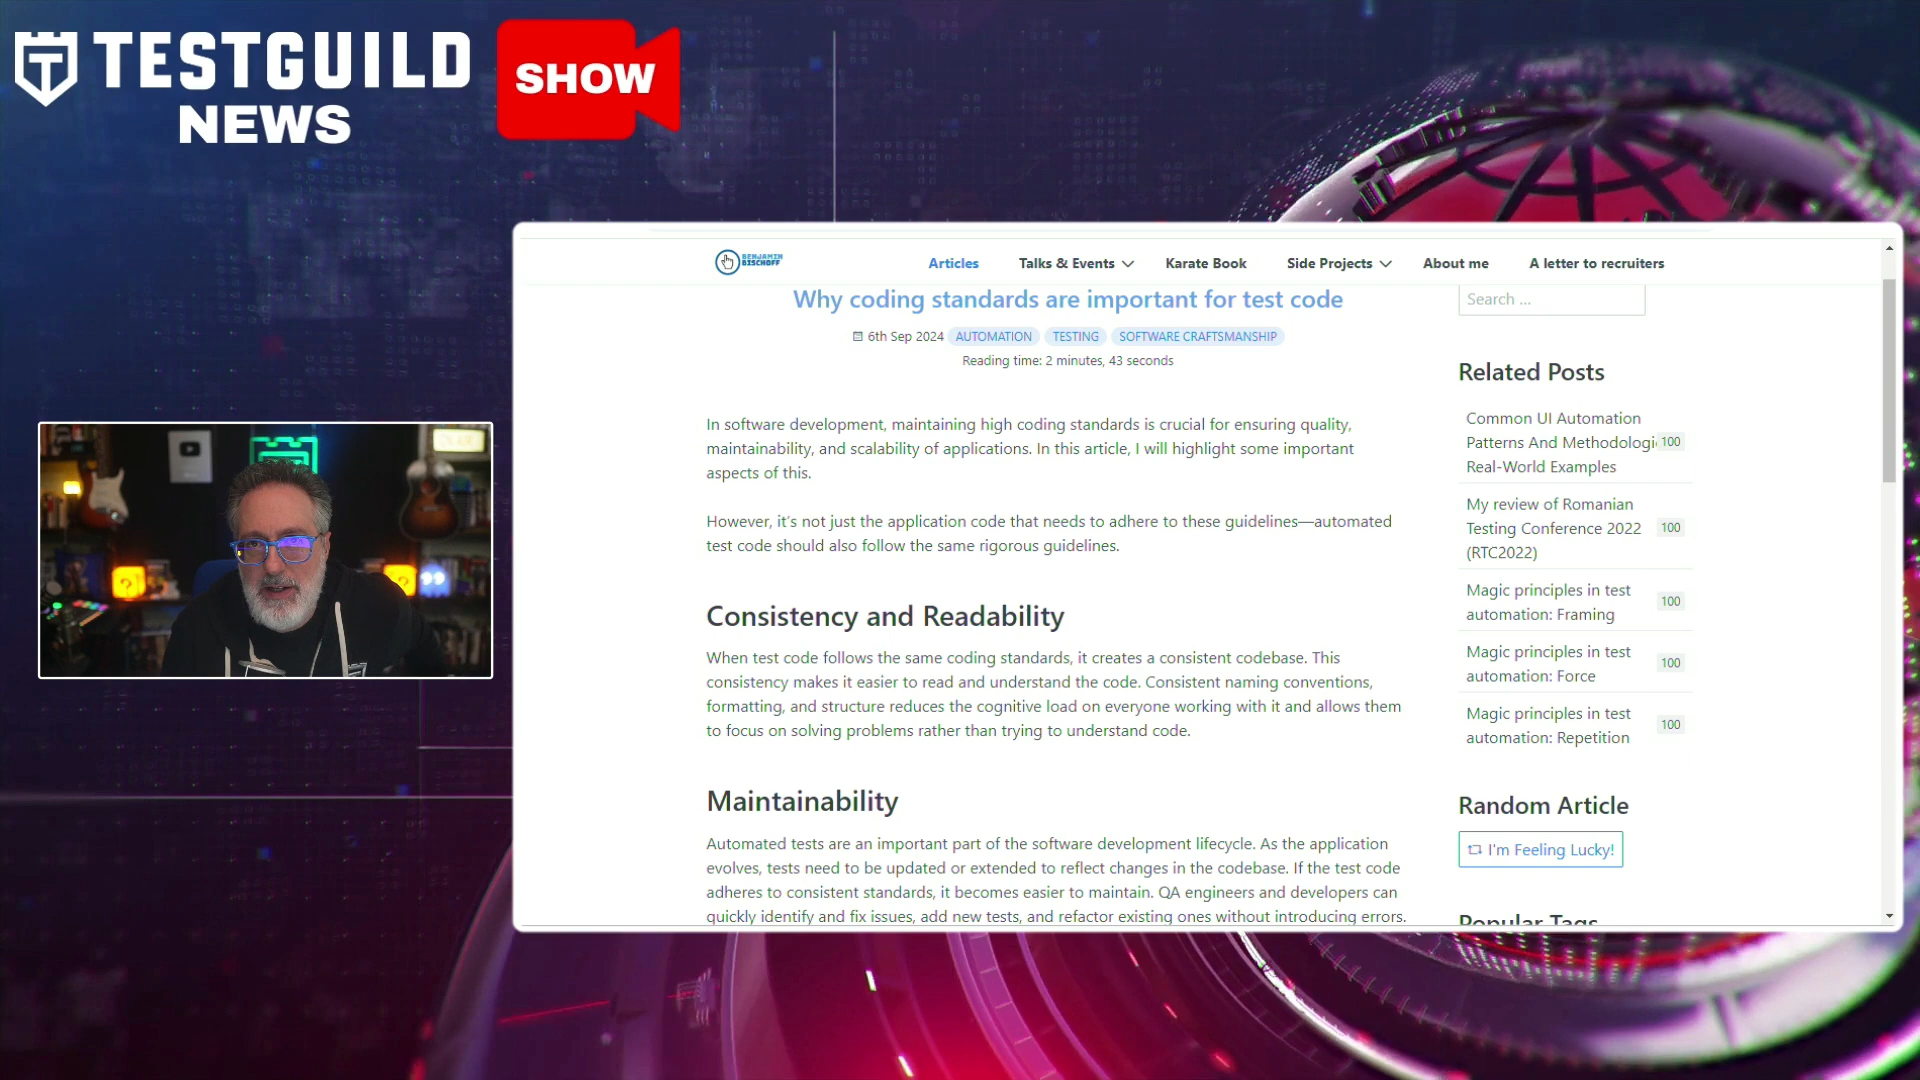 TESTGUILD
NEWS
SHOW
BENJAMIN
BISCHOFF
Articles
Talks & Events
Karate Book
Side Projects
About me
A letter to recruiters
Why coding standards are important for test code
6th Sep 2024 AUTOMATION TESTING SOFTWARE CRAFTSMANSHIP
Reading time: 2 minutes, 43 seconds
In software development, maintaining high coding standards is crucial for ensuring quality,
maintainability, and scalability of applications. In this article, I will highlight some important
aspects of this.
However, it's not just the application code that needs to adhere to these guidelines—automated
test code should also follow the same rigorous guidelines.
Consistency and Readability
When test code follows the same coding standards, it creates a consistent codebase. This
consistency makes it easier to read and understand the code. Consistent naming conventions,
formatting, and structure reduces the cognitive load on everyone working with it and allows them
to focus on solving problems rather than trying to understand code.
Maintainability
Automated tests are an important part of the software development lifecycle. As the application
evolves, tests need to be updated or extended to reflect changes in the codebase. If the test code
adheres to consistent standards, it becomes easier to maintain. QA engineers and developers can
quickly identify and fix issues, add new tests, and refactor existing ones without introducing errors.
Search ...
Related Posts
Common UI Automation
Patterns And Methodologi 100
Real-World Examples
My review of Romanian
Testing Conference 2022 100
(RTC2022)
Magic principles in test
automation: Framing
100
Magic principles in test
automation: Force
100
Magic principles in test
automation: Repetition
100
Random Article
I'm Feeling Lucky!
Popular Tags